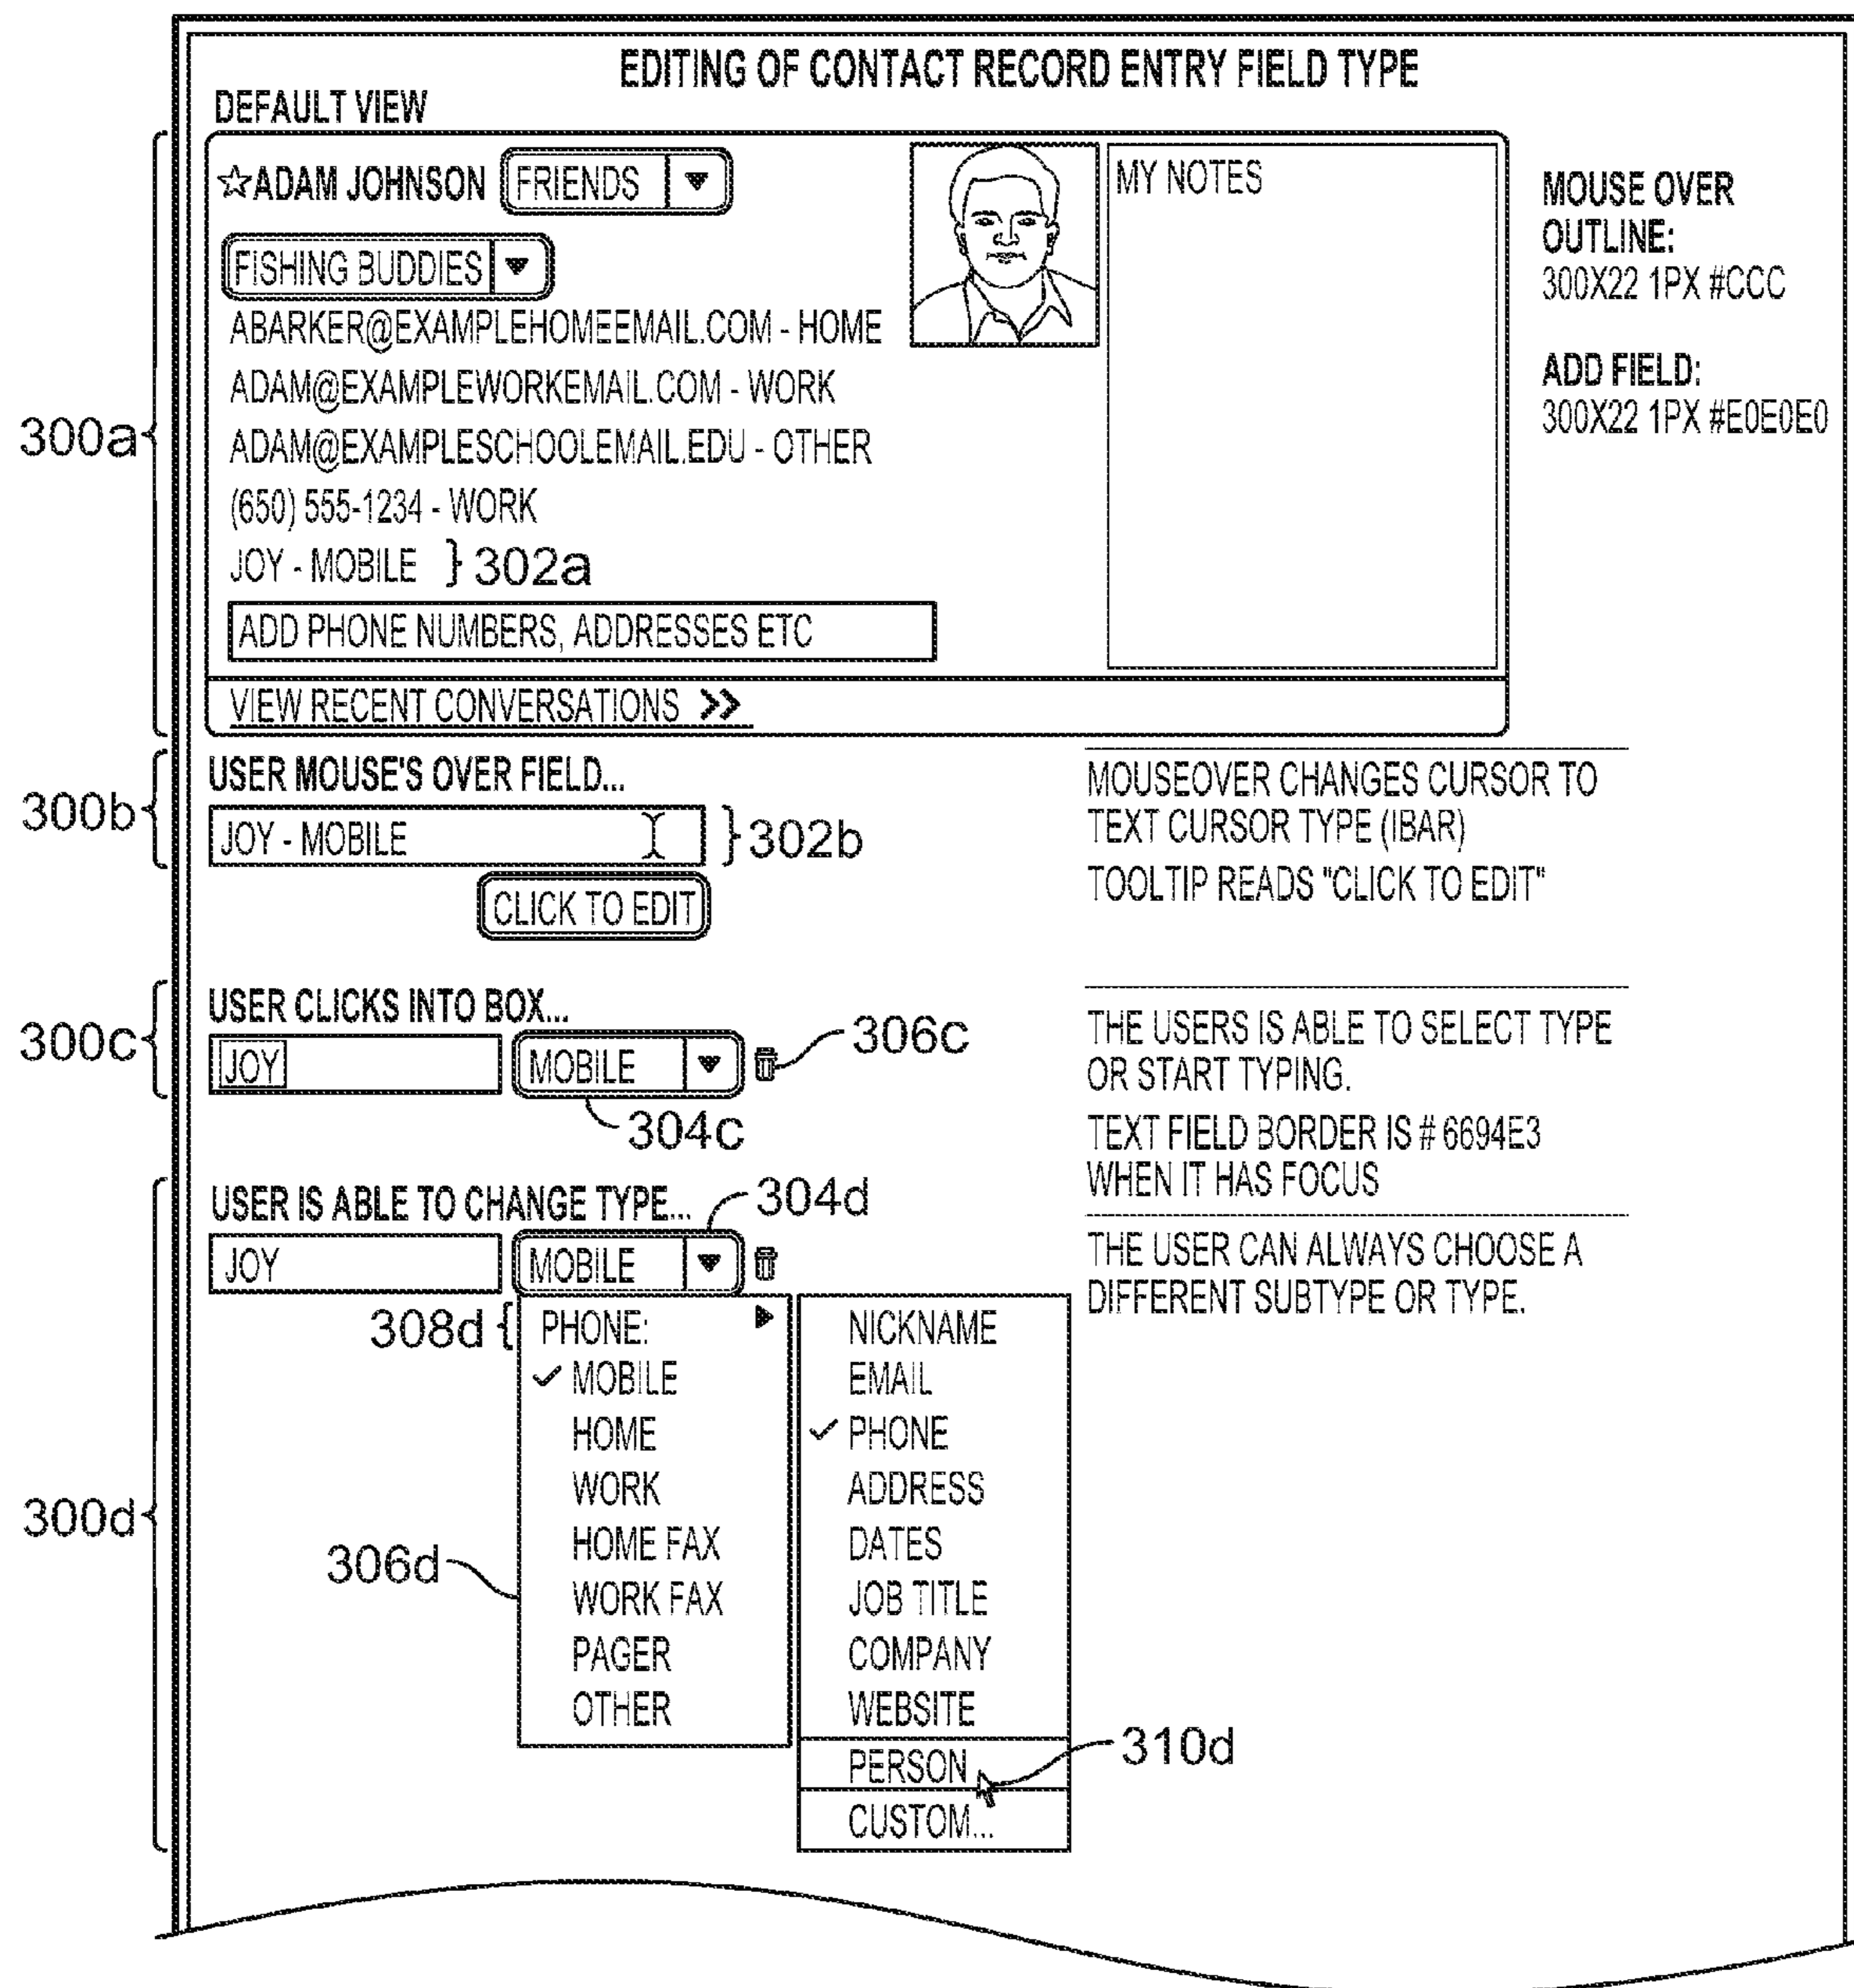 EDITING OF CONTACT RECORD ENTRY FIELD TYPE
DEFAULT VIEW
300a
☆ADAM JOHNSON FRIENDS
FISHING BUDDIES
ABARKER@EXAMPLEHOMEEMAIL.COM - HOME
ADAM@EXAMPLEWORKEMAIL.COM - WORK
ADAM@EXAMPLESCHOOLEMAIL.EDU - OTHER
(650) 555-1234 - WORK
JOY - MOBILE } 302a
ADD PHONE NUMBERS, ADDRESSES ETC
VIEW RECENT CONVERSATIONS >>
MY NOTES
MOUSE OVER
OUTLINE:
300X22 1PX #CCC
ADD FIELD:
300X22 1PX #E0E0E0
300b
USER MOUSE'S OVER FIELD...
JOY - MOBILE 302b
CLICK TO EDIT
MOUSEOVER CHANGES CURSOR TO
TEXT CURSOR TYPE (IBAR)
TOOLTIP READS "CLICK TO EDIT"
300c
USER CLICKS INTO BOX...
JOY MOBILE 306c
304c
THE USERS IS ABLE TO SELECT TYPE
OR START TYPING.
TEXT FIELD BORDER IS # 6694E3
WHEN IT HAS FOCUS
300d
USER IS ABLE TO CHANGE TYPE... 304d
JOY MOBILE
THE USER CAN ALWAYS CHOOSE A
DIFFERENT SUBTYPE OR TYPE.
308d
PHONE:
✓ MOBILE
HOME
WORK
HOME FAX
WORK FAX
PAGER
OTHER
306d
NICKNAME
EMAIL
✓ PHONE
ADDRESS
DATES
JOB TITLE
COMPANY
WEBSITE
PERSON
CUSTOM...
310d